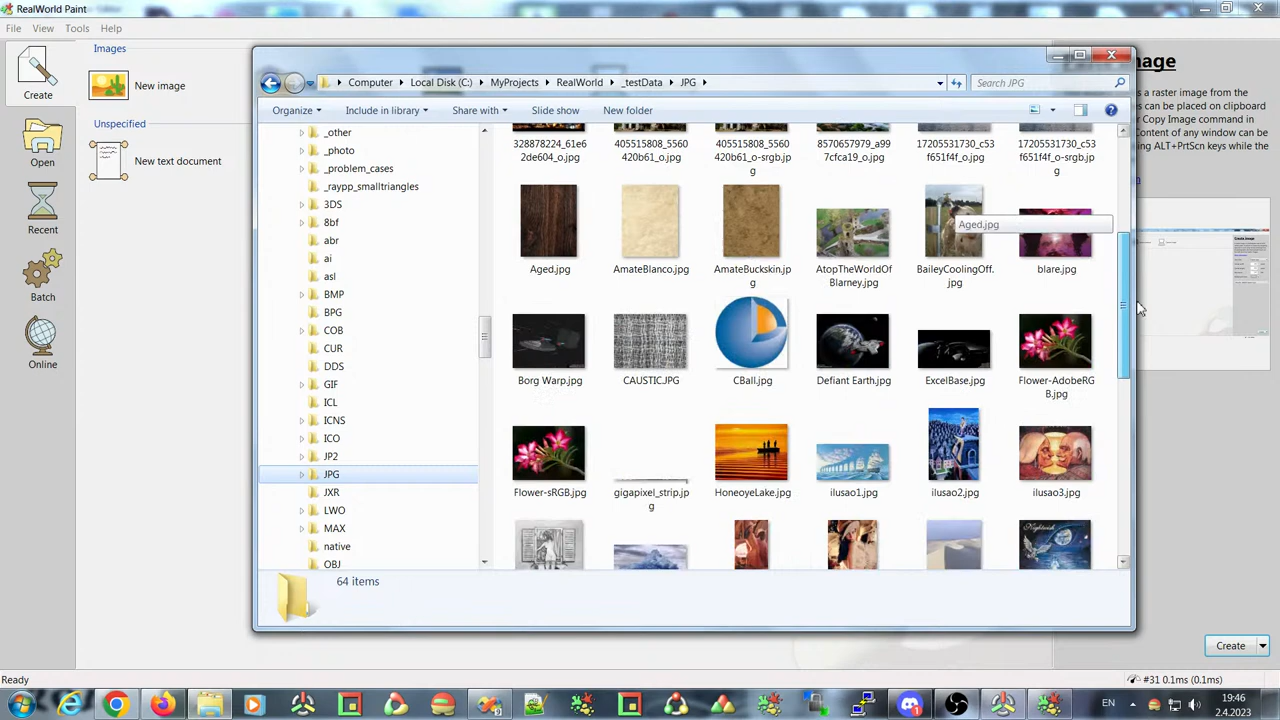 RealWorld Paint
File View Tools Help
Create
Open
Recent
Batch
Online
Images
New image
Unspecified
New text document
Computer Local Disk (C:) MyProjects RealWorld _testData JPG
Search JPG
Organize Include in library Share with Slide show New folder
_other
_photo
_problem_cases
_raypp_smalltriangles
3DS
8bf
abr
ai
asl
BMP
BPG
COB
CUR
DDS
GIF
ICL
ICNS
ICO
JP2
JPG
JXR
LWO
MAX
native
OBJ
328878224_61e6
2de604_o.jpg
405515808_5560
420b61_o.jpg
405515808_5560
420b61_o-srgb.jp
g
8570657979_a99
7cfca19_o.jpg
17205531730_c53
f651f4f_o.jpg
17205531730_c53
f651f4f_o-srgb.jp
g
Aged.jpg
Aged.jpg
AmateBlanco.jpg
AmateBuckskin.jp
g
AtopTheWorldOf
Blarney.jpg
BaileyCoolingOff.
jpg
blare.jpg
Borg Warp.jpg
CAUSTIC.JPG
CBall.jpg
Defiant Earth.jpg
ExcelBase.jpg
Flower-AdobeRG
B.jpg
Flower-sRGB.jpg
gigapixel_strip.jp
g
HoneoyeLake.jpg
ilusao1.jpg
ilusao2.jpg
ilusao3.jpg
64 items
mage
s a raster image from the
es can be placed on clipboard
r Copy Image command in
Content of any window can be
ng ALT+PrtScn keys while the
Create
Ready
#31 0.1ms (0.1ms)
EN
19:46
2.4.2023